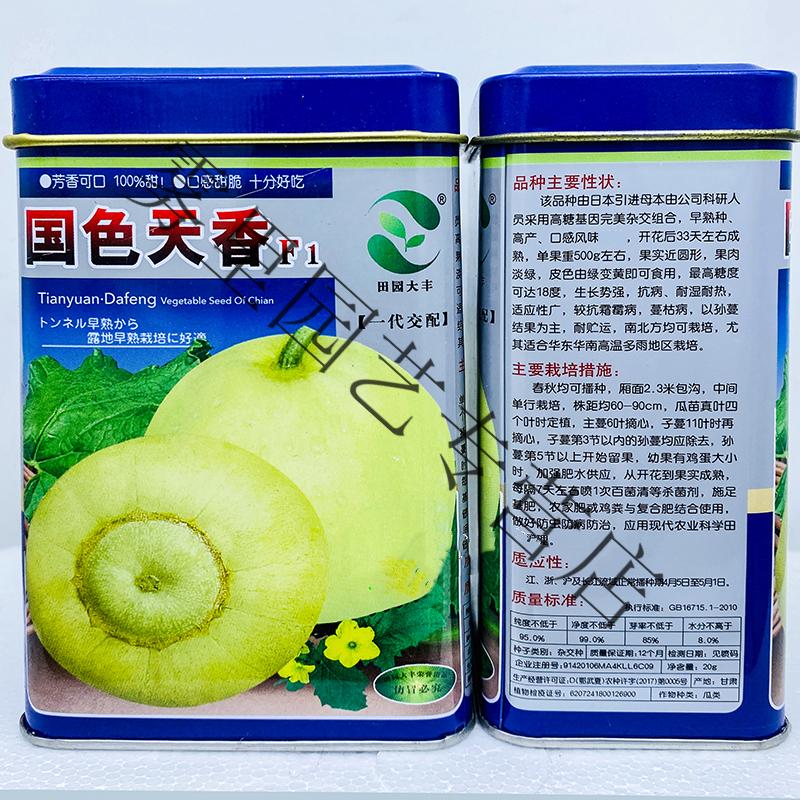 ●芳香可口 100%甜! ●口感甜脆 十分好吃
国色天香F1
®
田园大丰
Tianyuan·Dafeng Vegetable Seed Of Chian
【一代交配】
トンネル早熟から
露地早熟栽培に好適
仿冒必究
品种主要性状:
该品种由日本引进母本由公司科研人
员采用高糖基因完美杂交组合,早熟种、
高产、口感风味 ,开花后33天左右成
熟,单果重500g左右,果实近圆形,果肉
淡绿,皮色由绿变黄即可食用,最高糖度
可达18度,生长势强,抗病、耐湿耐热,
适应性广,较抗霜霉病,蔓枯病,以孙蔓
结果为主,耐贮运,南北方均可栽培,尤
其适合华东华南高温多雨地区栽培。
主要栽培措施:
春秋均可播种,厢面2.3米包沟,中间
单行栽培,株距均60-90cm,瓜苗真叶四
个叶时定植,主蔓6叶摘心,子蔓11叶时再
摘心,子蔓第3节以内的孙蔓均应除去,孙
蔓第5节以上开始留果,幼果有鸡蛋大小
时,加强肥水供应,从开花到果实成熟,
每隔7天左右喷1次百菌清等杀菌剂,施足
基肥,农家肥或鸡粪与复合肥结合使用,
做好防虫防病防治,应用现代农业科学田
管理。
适应性:
江、浙、沪及长江流域正常播种期4月5日至5月1日。
质量标准: 执行标准:GB16715.1-2010
纯度不低于 净度不低于 芽率不低于 水分不高于
95.0% 99.0% 85% 8.0%
种子类别:杂交种 质量保证期:12个月 检测日期:见喷码
企业注册号:91420106MA4KLL6C09 净含量:20g
生产经营许可证:D(鄂武夏)农种许字(2017)第0005号 产地:甘肃
植物检疫证号:6207241800126900 作物种类:瓜类